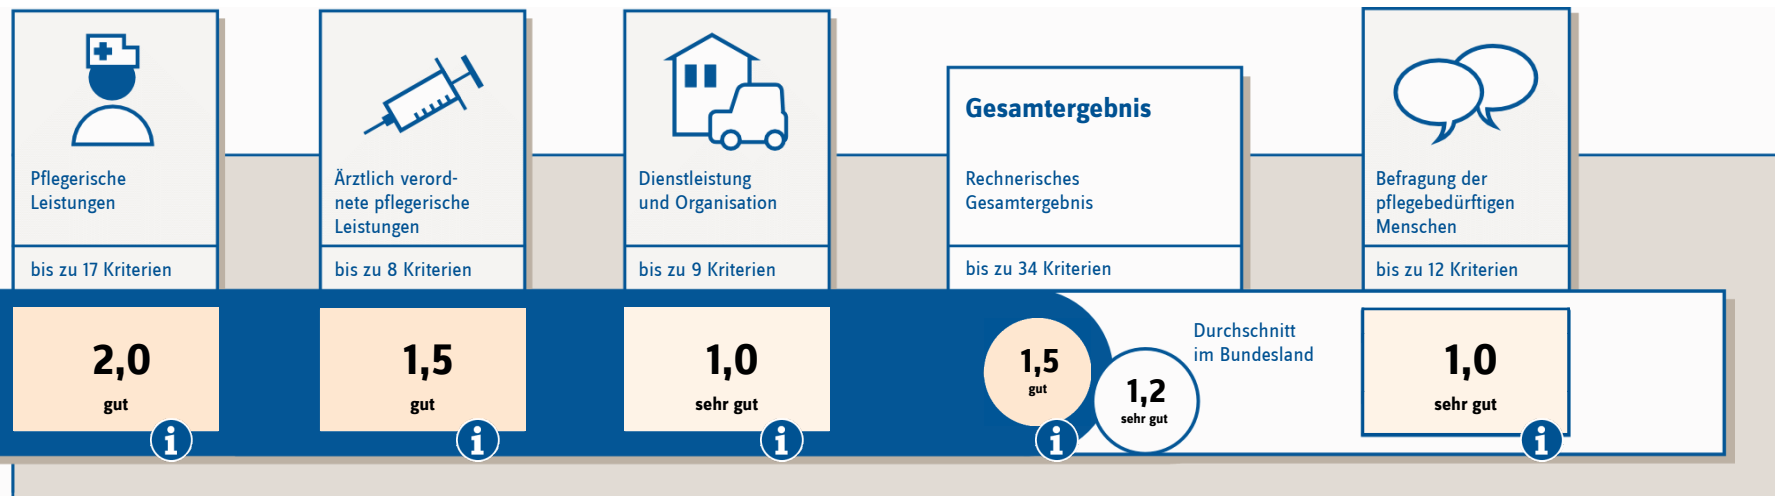 Pflegerische
Leistungen
bis zu 17 Kriterien
2,0
gut
i
Ärztlich verord-
nete pflegerische
Leistungen
bis zu 8 Kriterien
1,5
gut
i
Dienstleistung
und Organisation
bis zu 9 Kriterien
1,0
sehr gut
i
Gesamtergebnis
Rechnerisches
Gesamtergebnis
bis zu 34 Kriterien
1,5
gut
i
1,2
sehr gut
Durchschnitt
im Bundesland
Befragung der
pflegebedürftigen
Menschen
bis zu 12 Kriterien
1,0
sehr gut
i